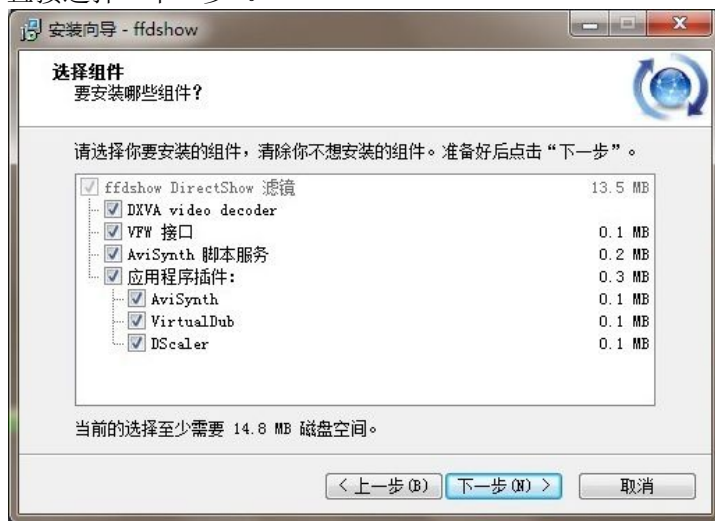 安装向导 - ffdshow
选择组件
要安装哪些组件?
请选择你要安装的组件，清除你不想安装的组件。准备好后点击“下一步”。
ffdshow DirectShow 滤镜 13.5 MB
DXVA video decoder
VFW 接口 0.1 MB
AviSynth 脚本服务 0.2 MB
应用程序插件: 0.3 MB
AviSynth 0.1 MB
VirtualDub 0.1 MB
DScaler 0.1 MB
当前的选择至少需要 14.8 MB 磁盘空间。
< 上一步(B) 下一步(N) > 取消